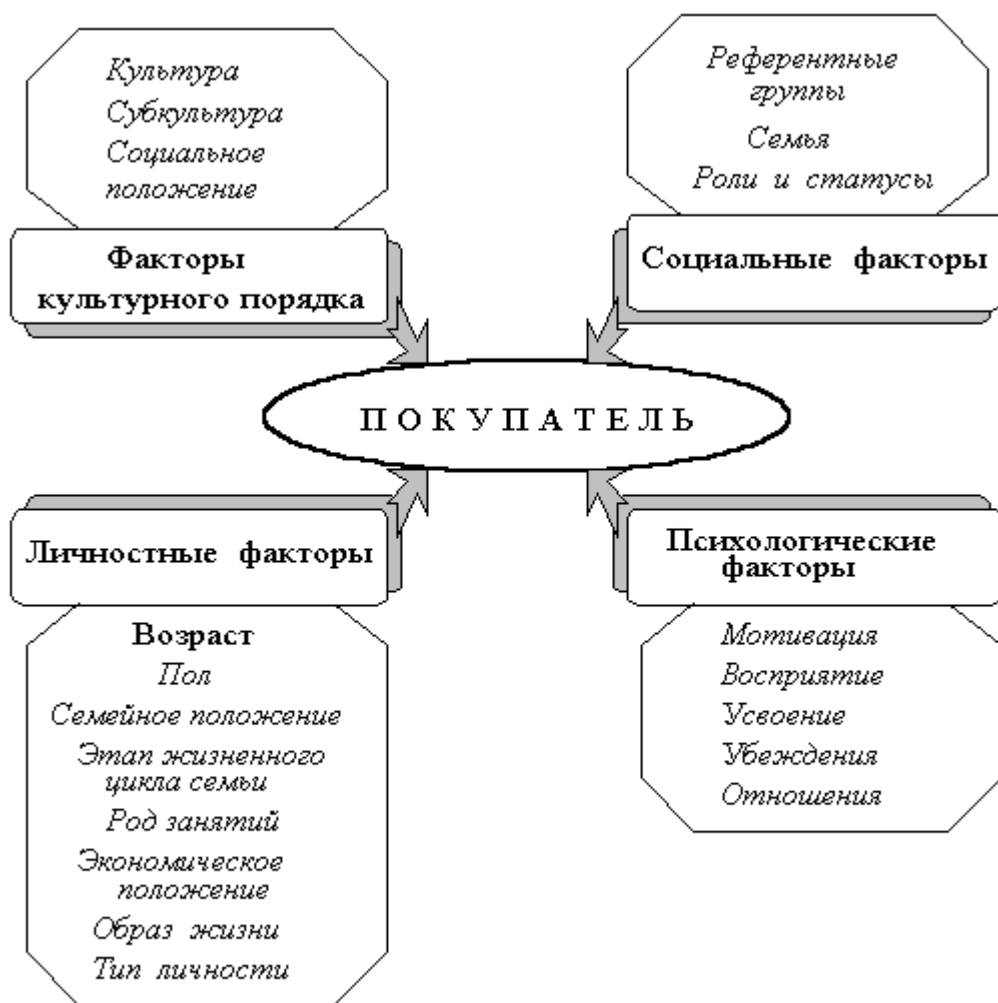 Культура
Субкультура
Социальное
положение
Факторы
культурного порядка
Референтные
группы
Семья
Роли и статусы
Социальные факторы
ПОКУПАТЕЛЬ
Личностные факторы
Возраст
Пол
Семейное положение
Этап жизненного
цикла семьи
Род занятий
Экономическое
положение
Образ жизни
Тип личности
Психологические
факторы
Мотивация
Восприятие
Усвоение
Убеждения
Отношения